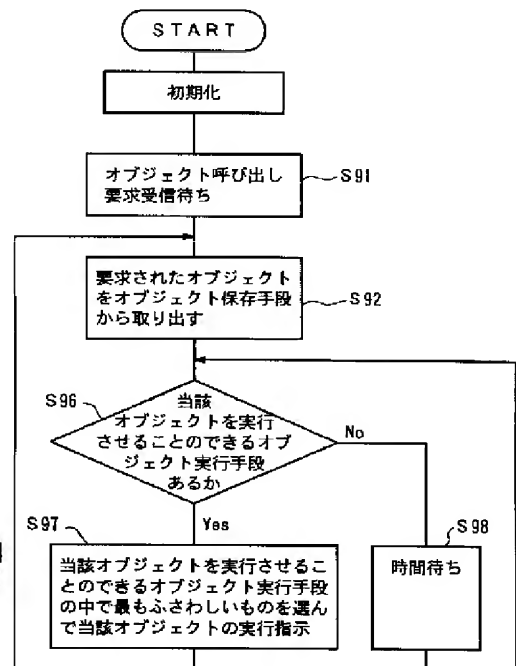 START
初期化
オブジェクト呼び出し
要求受信待ち
S91
要求されたオブジェクト
をオブジェクト保存手段
から取り出す
S92
S96
当該
オブジェクトを実行
させることのできるオブ
ジェクト実行手段
あるか
No
Yes
S97
当該オブジェクトを実行させるこ
とのできるオブジェクト実行手段
の中で最もふさわしいものを選ん
で当該オブジェクトの実行指示
S98
時間待ち